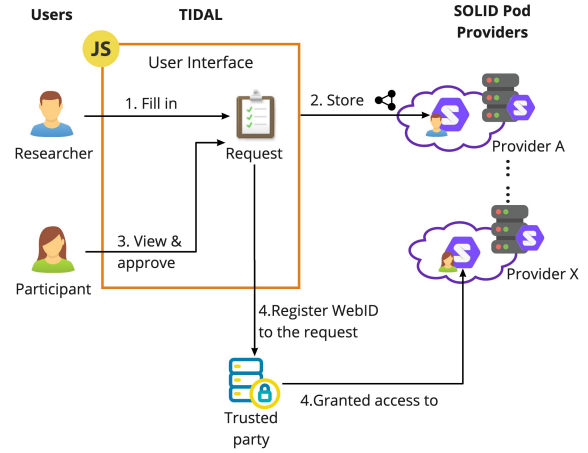 Users
TIDAL
SOLID Pod
Providers
JS
User Interface
1. Fill in
2. Store
Researcher
Request
Provider A
3. View &
approve
Participant
Provider X
4.Register WebID
to the request
4.Granted access to
Trusted
party